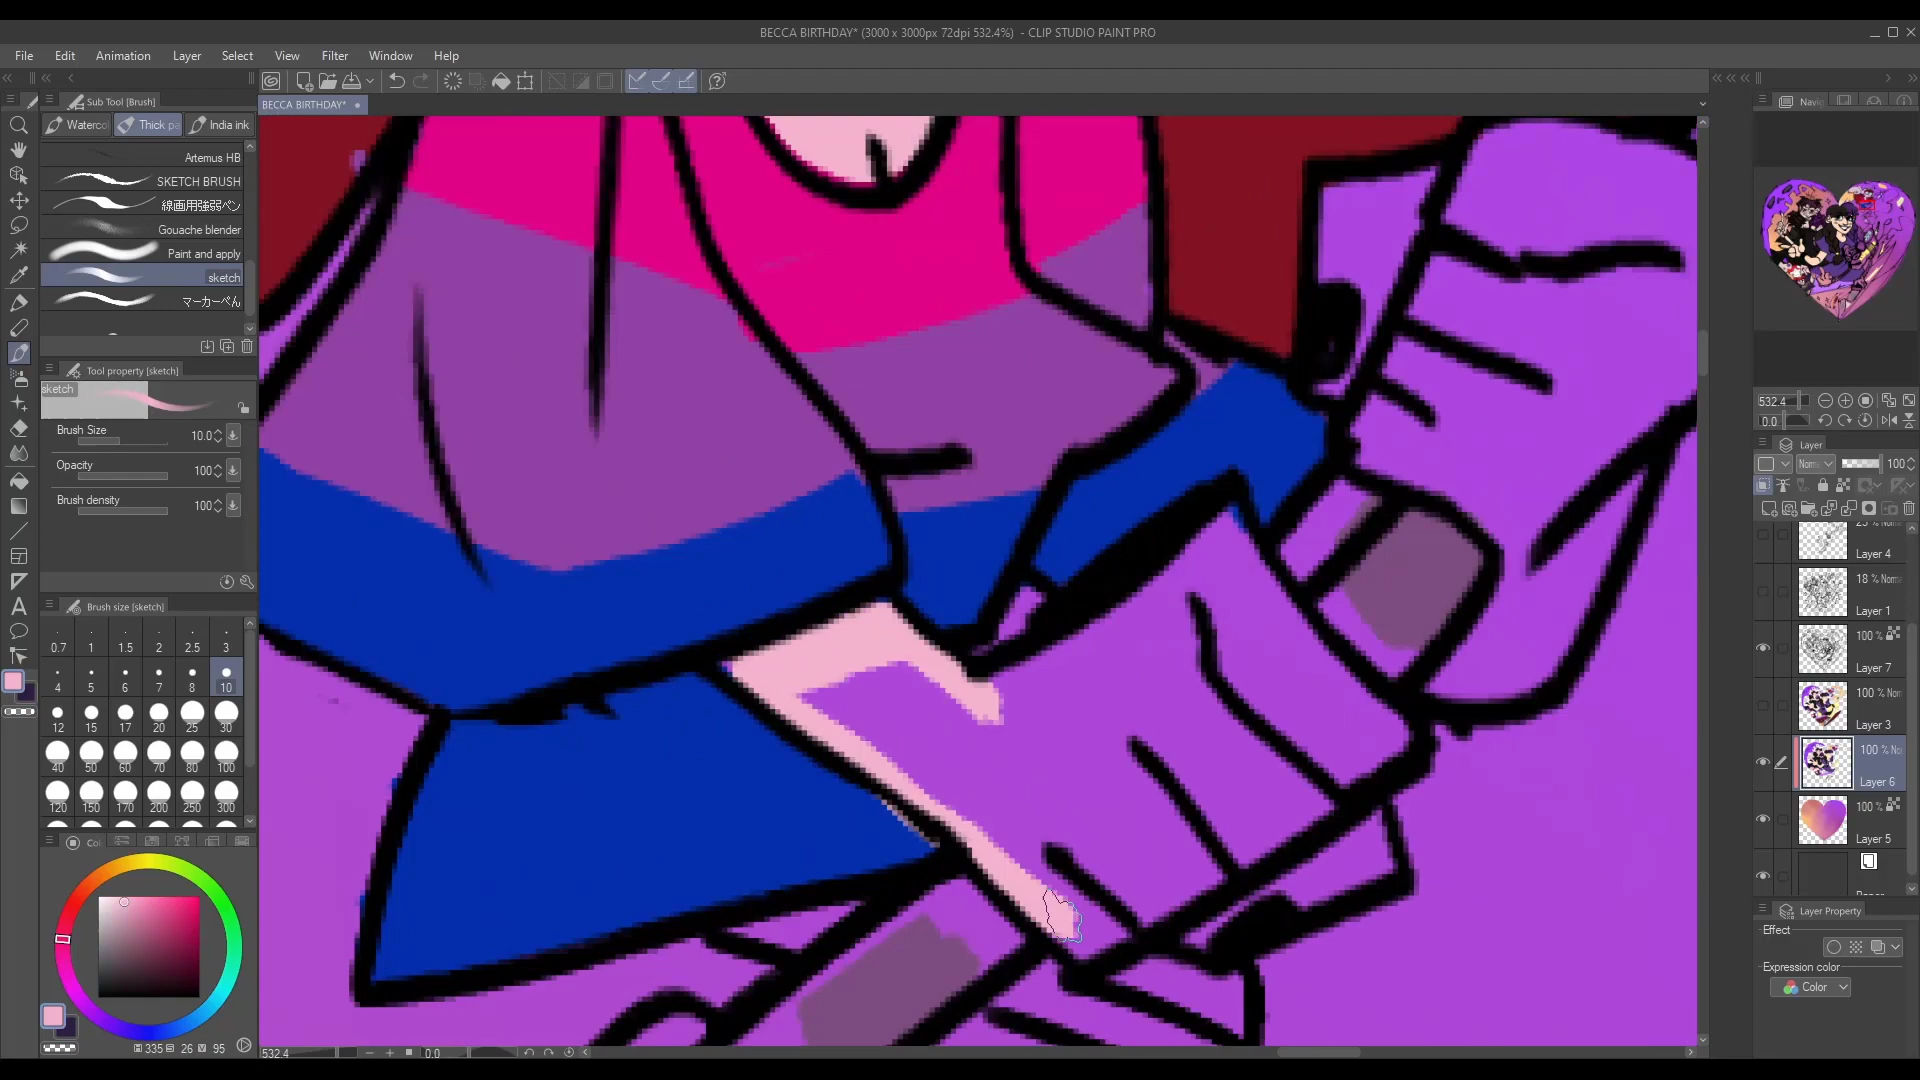 BECCA BIRTHDAY* (3000 x 3000px 72dpi 532.4%) - CLIP STUDIO PAINT PRO
File Edit Animation Layer Select View Filter Window Help
Sub Tool [Brush]
BECCA BIRTHDAY*
Waterco Thick pa India ink
Artemus HB
SKETCH BRUSH
線画用強弱ペン
Gouache blender
Paint and apply
sketch
マーカーぺん
Tool property [sketch]
sketch
Brush Size 10.0
Opacity 100
Brush density 100
Brush size [sketch]
0.7 1 1.5 2 2.5 3
4 5 6 7 8 10
12 15 17 20 25 30
40 50 60 70 80 100
120 150 170 200 250 300
Co
335 26 95
532.4 0.0
Navig
532.4
0.0
Layer
Norma 100
Layer 4
18 % Norma
Layer 1
100 %
Layer 7
100 % Nor
Layer 3
100 % No
Layer 6
100 %
Layer 5
Layer Property
Effect
Expression color
Color